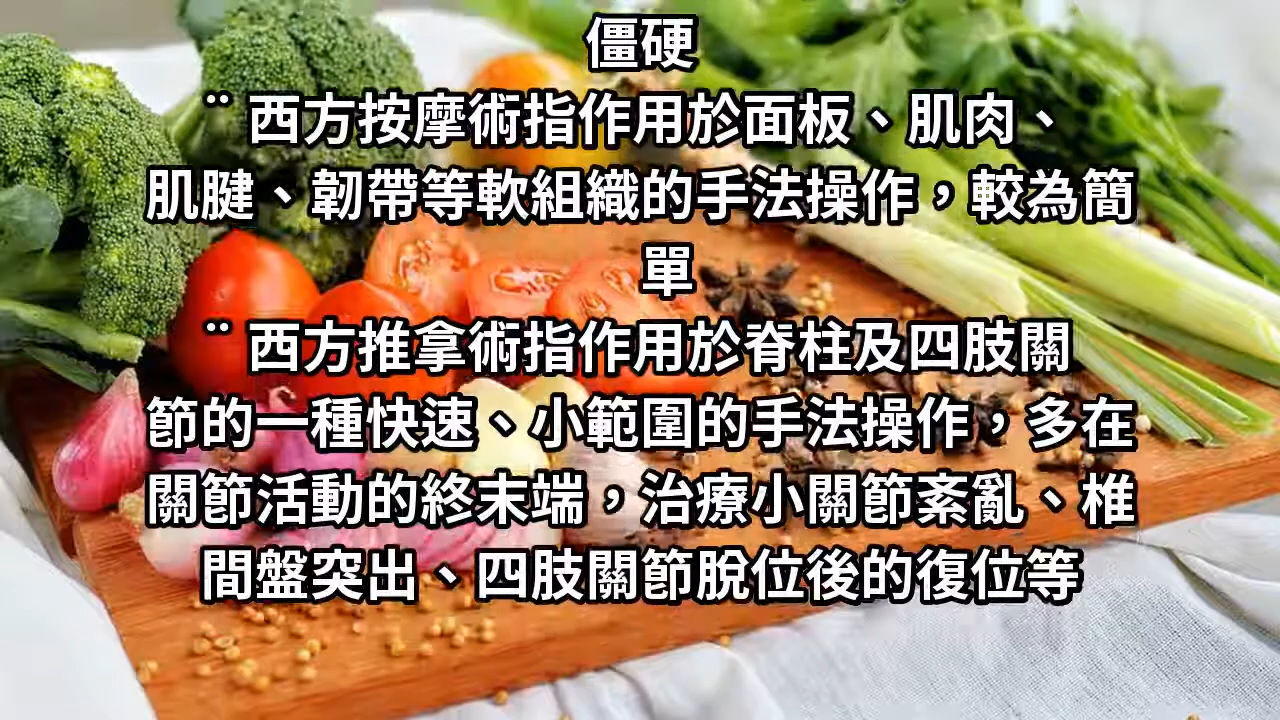 僵硬
¨ 西方按摩術指作用於面板、肌肉、
肌腱、韌帶等軟組織的手法操作，較為簡
單
¨ 西方推拿術指作用於脊柱及四肢關
節的一種快速、小範圍的手法操作，多在
關節活動的終末端，治療小關節紊亂、椎
間盤突出、四肢關節脫位後的復位等